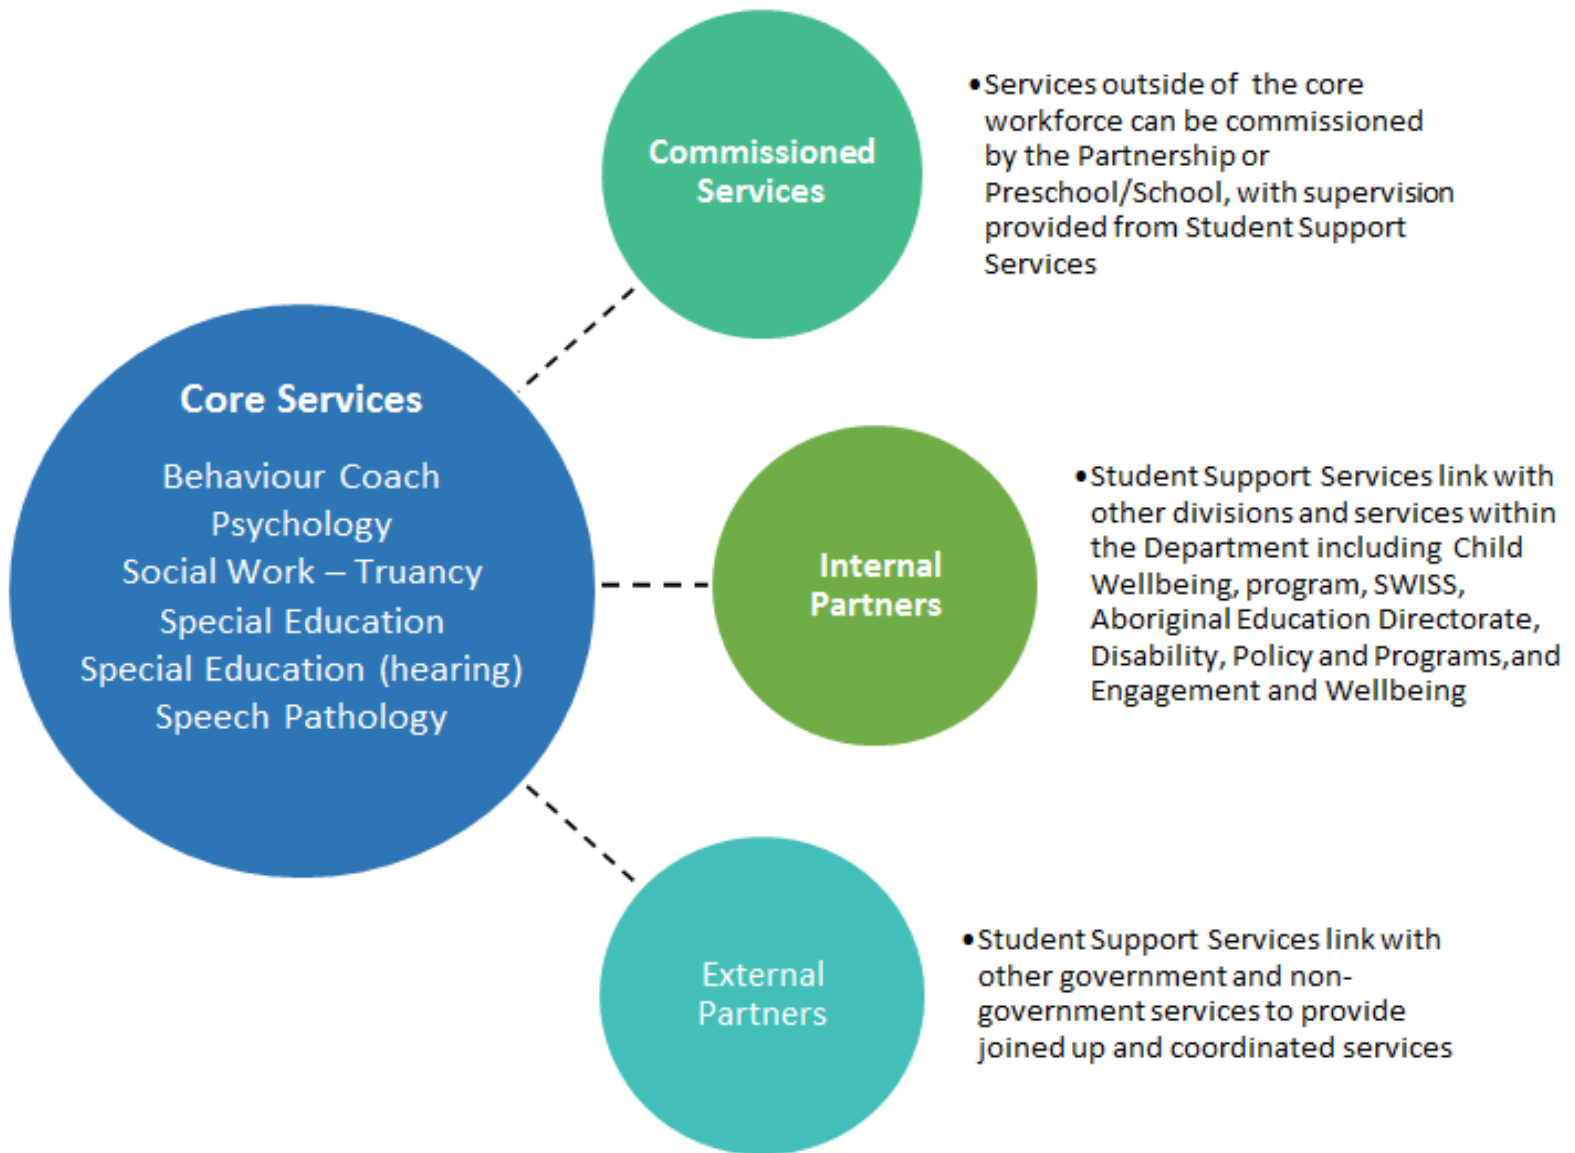 Commissioned
Services
•Services outside of the core
workforce can be commissioned
by the Partnership or
Preschool/School, with supervision
provided from Student Support
Services
Core Services
Behaviour Coach
Psychology
Social Work – Truancy
Special Education
Special Education (hearing)
Speech Pathology
Internal
Partners
•Student Support Services link with
other divisions and services within
the Department including Child
Wellbeing, program, SWISS,
Aboriginal Education Directorate,
Disability, Policy and Programs,and
Engagement and Wellbeing
External
Partners
•Student Support Services link with
other government and non-
government services to provide
joined up and coordinated services